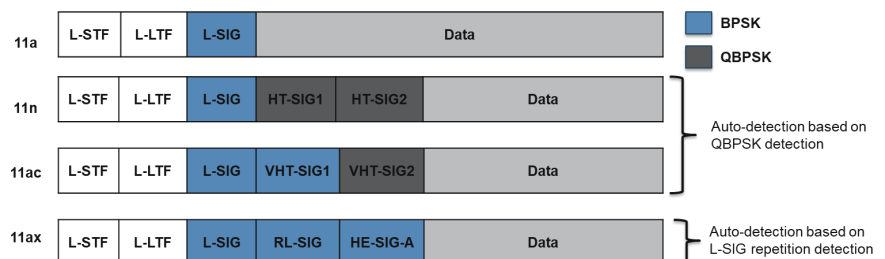 11a L-STF L-LTF L-SIG Data
BPSK
QBPSK
11n L-STF L-LTF L-SIG HT-SIG1 HT-SIG2 Data
Auto-detection based on
QBPSK detection
11ac L-STF L-LTF L-SIG VHT-SIG1 VHT-SIG2 Data
11ax L-STF L-LTF L-SIG RL-SIG HE-SIG-A Data
Auto-detection based on
L-SIG repetition detection